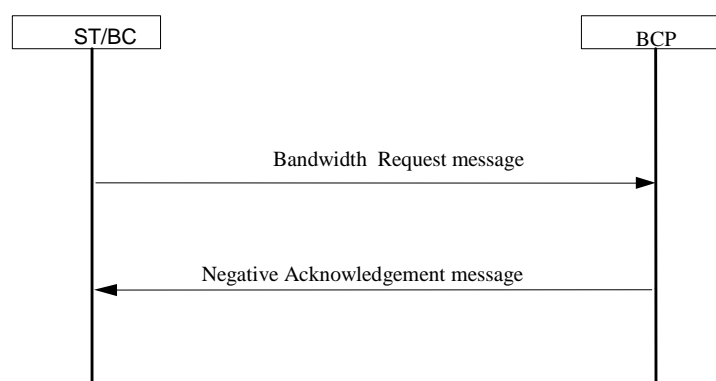 ST/BC
BCP
Bandwidth Request message
Negative Acknowledgement message